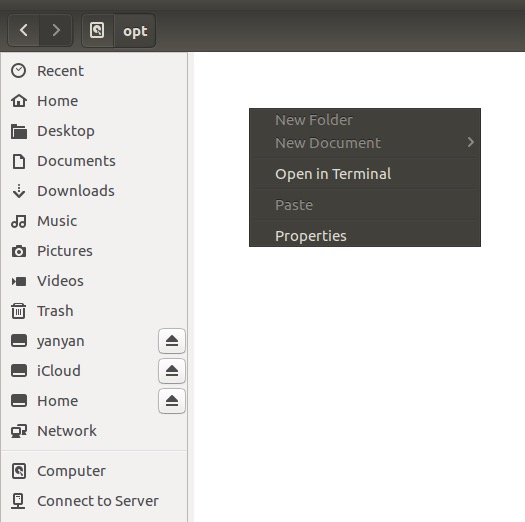 opt
Recent
Home
Desktop
Documents
Downloads
Music
Pictures
Videos
Trash
yanyan
iCloud
Home
Network
Computer
Connect to Server
New Folder
New Document
Open in Terminal
Paste
Properties